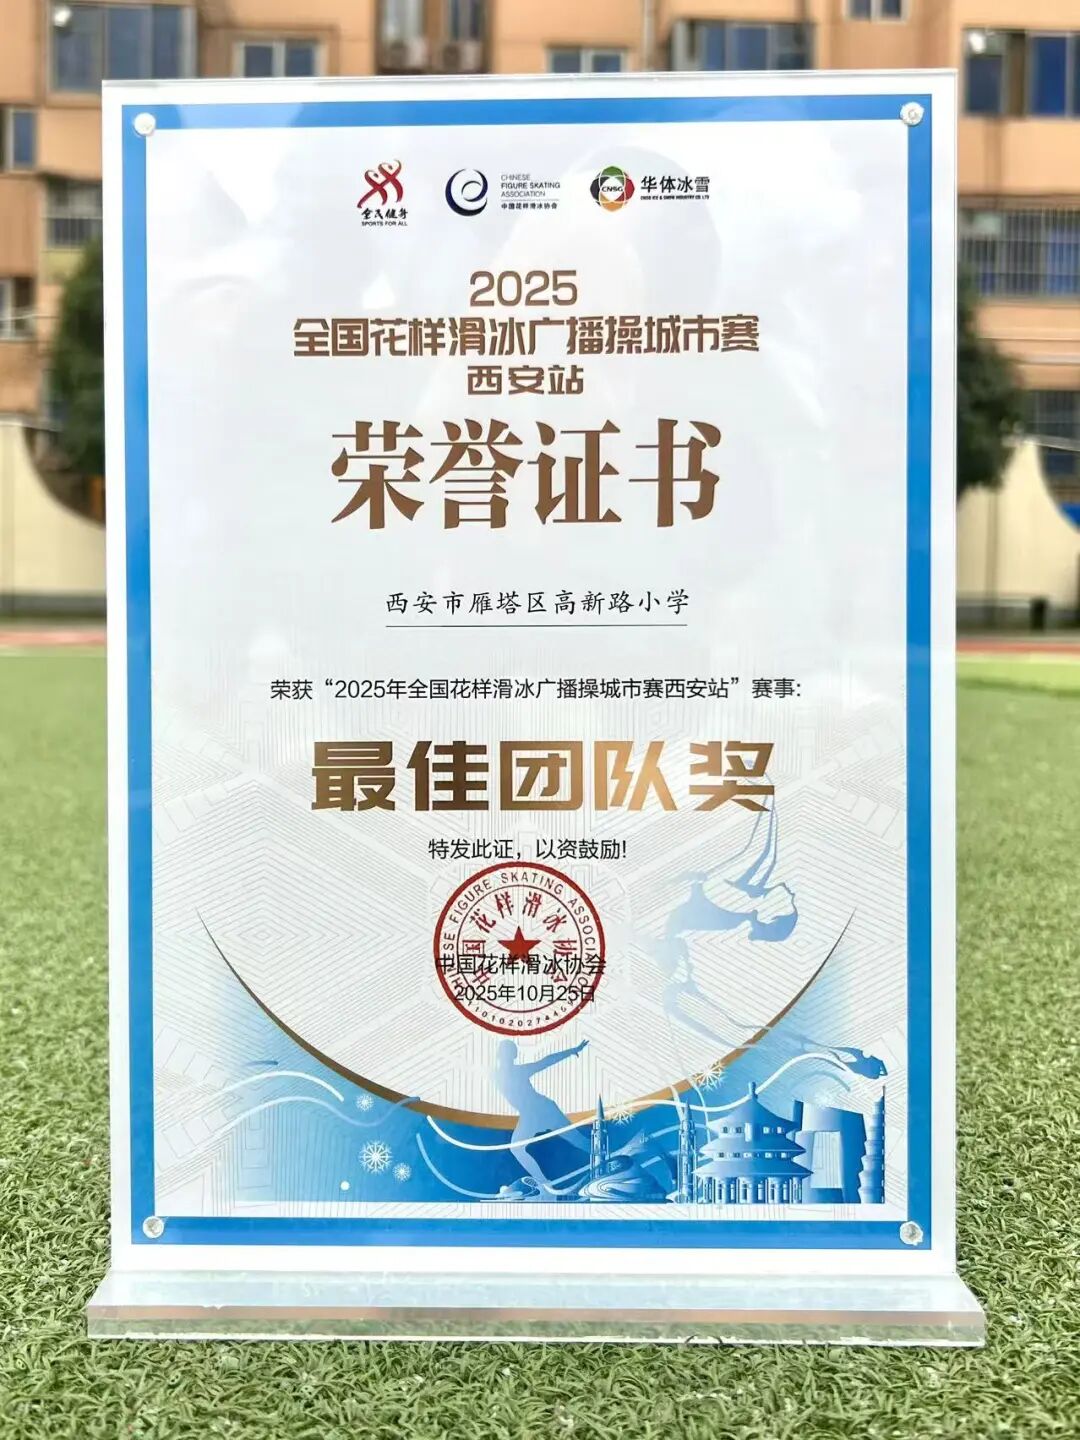 全民健身
SPORTS FOR ALL
CHINESE
FIGURE SKATING
ASSOCIATION
中国花样滑冰协会
CNSG
华体冰雪
CNSG ICE & SNOW INDUSTRY CO LTD
2025
全国花样滑冰广播操城市赛
西安站
荣誉证书
西安市雁塔区高新路小学
荣获“2025年全国花样滑冰广播操城市赛西安站”赛事:
最佳团队奖
特发此证，以资鼓励!
CHINESE FIGURE SKATING ASSOCIATION
中国花样滑冰协会
中国花样滑冰协会
2025年10月25日